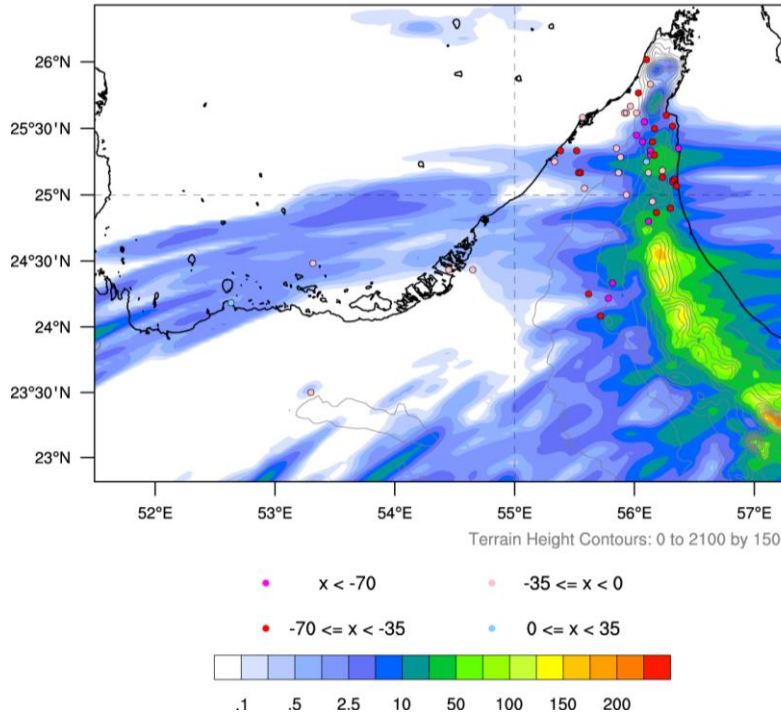 26°N
25°30'N
25°N
24°30'N
24°N
23°30'N
23°N
52°E 53°E 54°E 55°E 56°E 57°E
Terrain Height Contours: 0 to 2100 by 150
x < -70 -35 <= x < 0
-70 <= x < -35 0 <= x < 35
.1 .5 2.5 10 50 100 150 200